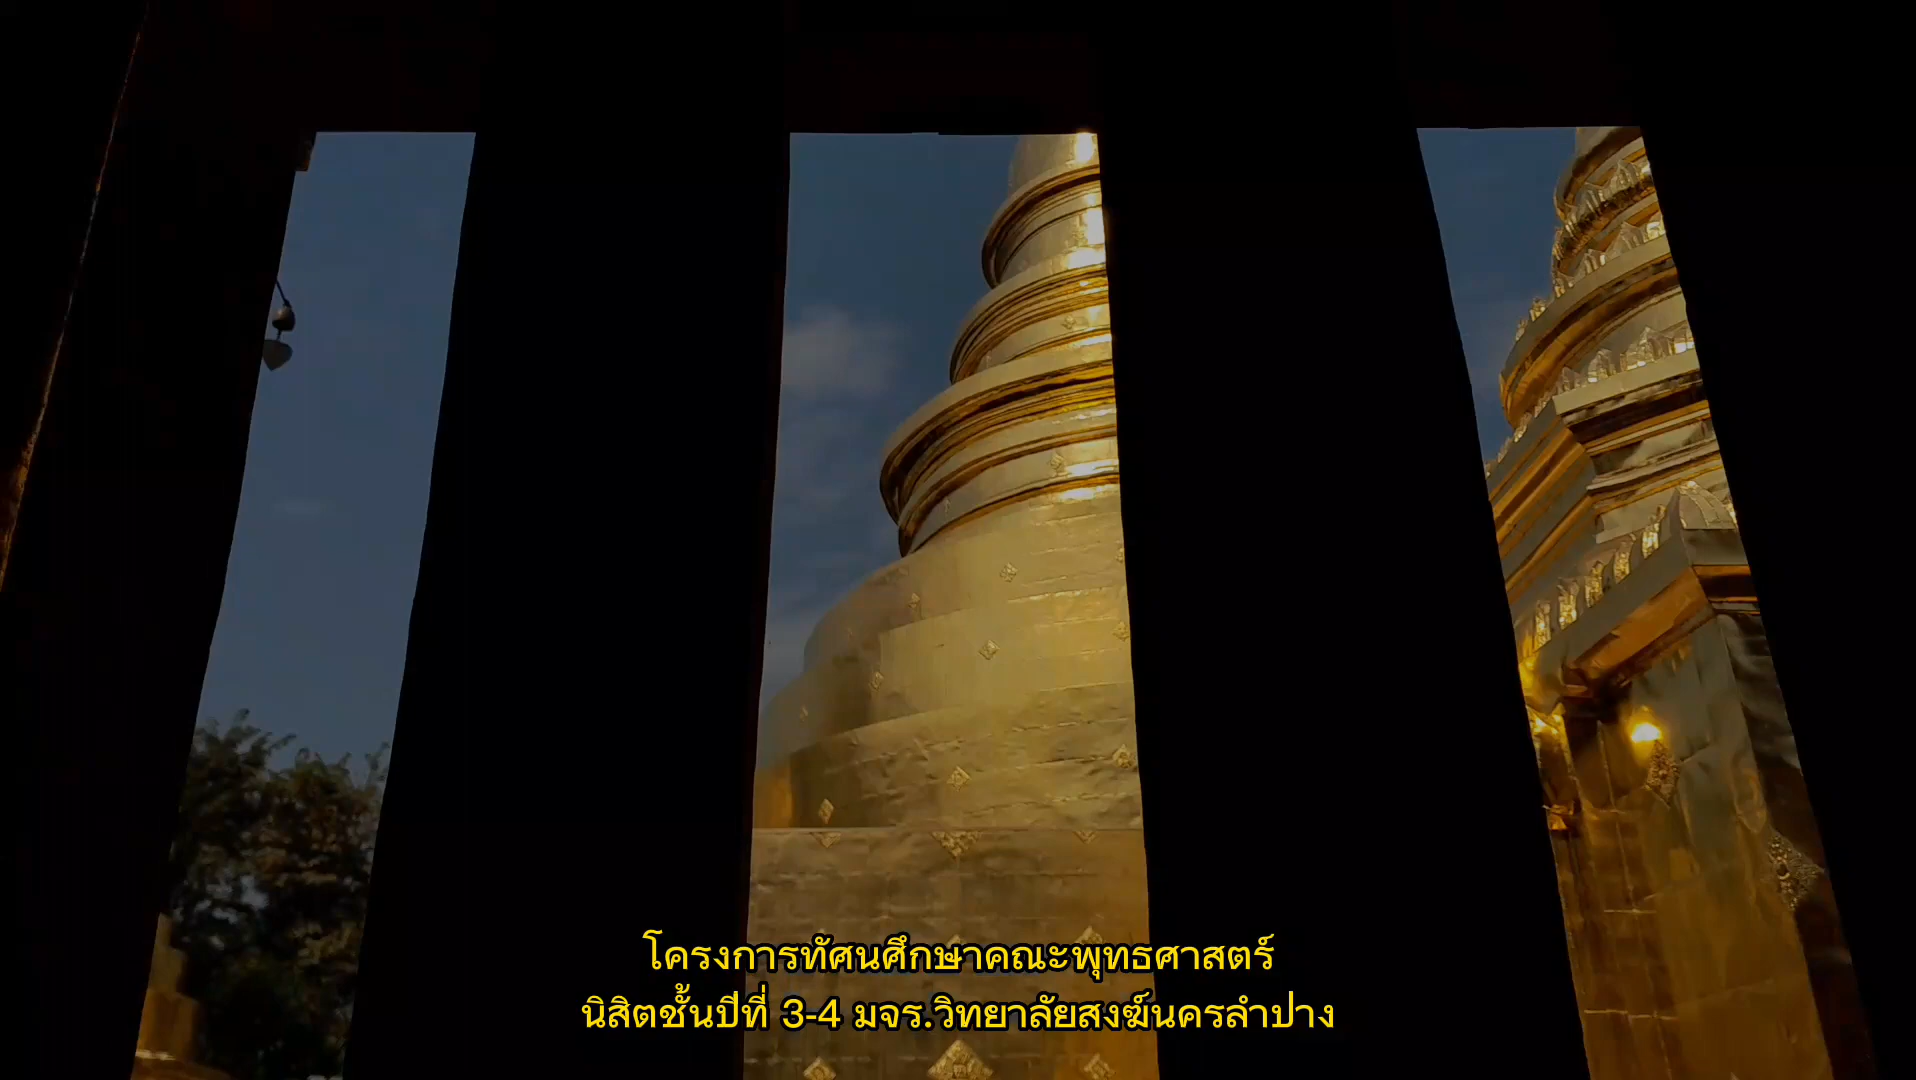 โครงการทัศนศึกษาคณะพุทธศาสตร์
นิสิตชั้นปีที่ 3-4 มจร.วิทยาลัยสงฆ์นครลำปาง